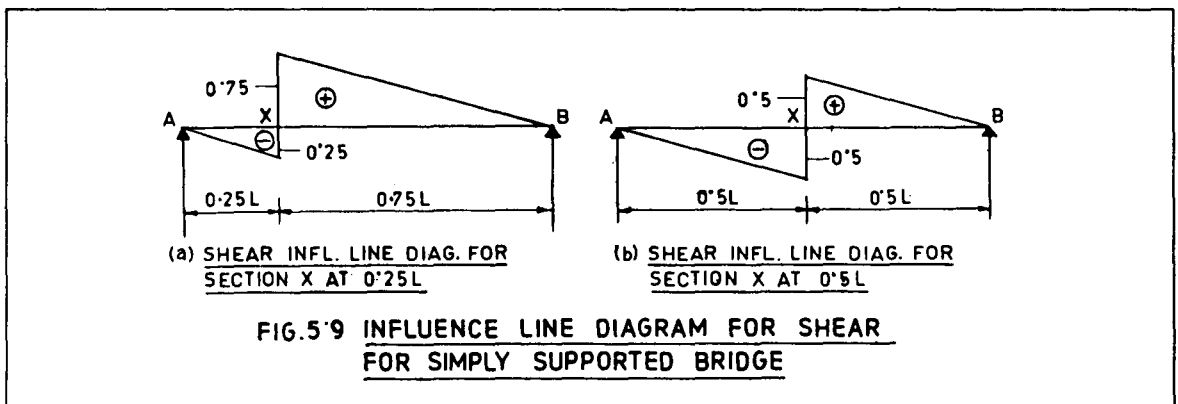 0·75
A
X
B
⊕
⊖
0·25
0·25L
0·75L
(a) SHEAR INFL. LINE DIAG. FOR
SECTION X AT 0·25L
0·5
A
X
B
⊕
⊖
0·5
0·5L
0·5L
(b) SHEAR INFL. LINE DIAG. FOR
SECTION X AT 0·5L
FIG.5·9 INFLUENCE LINE DIAGRAM FOR SHEAR
FOR SIMPLY SUPPORTED BRIDGE